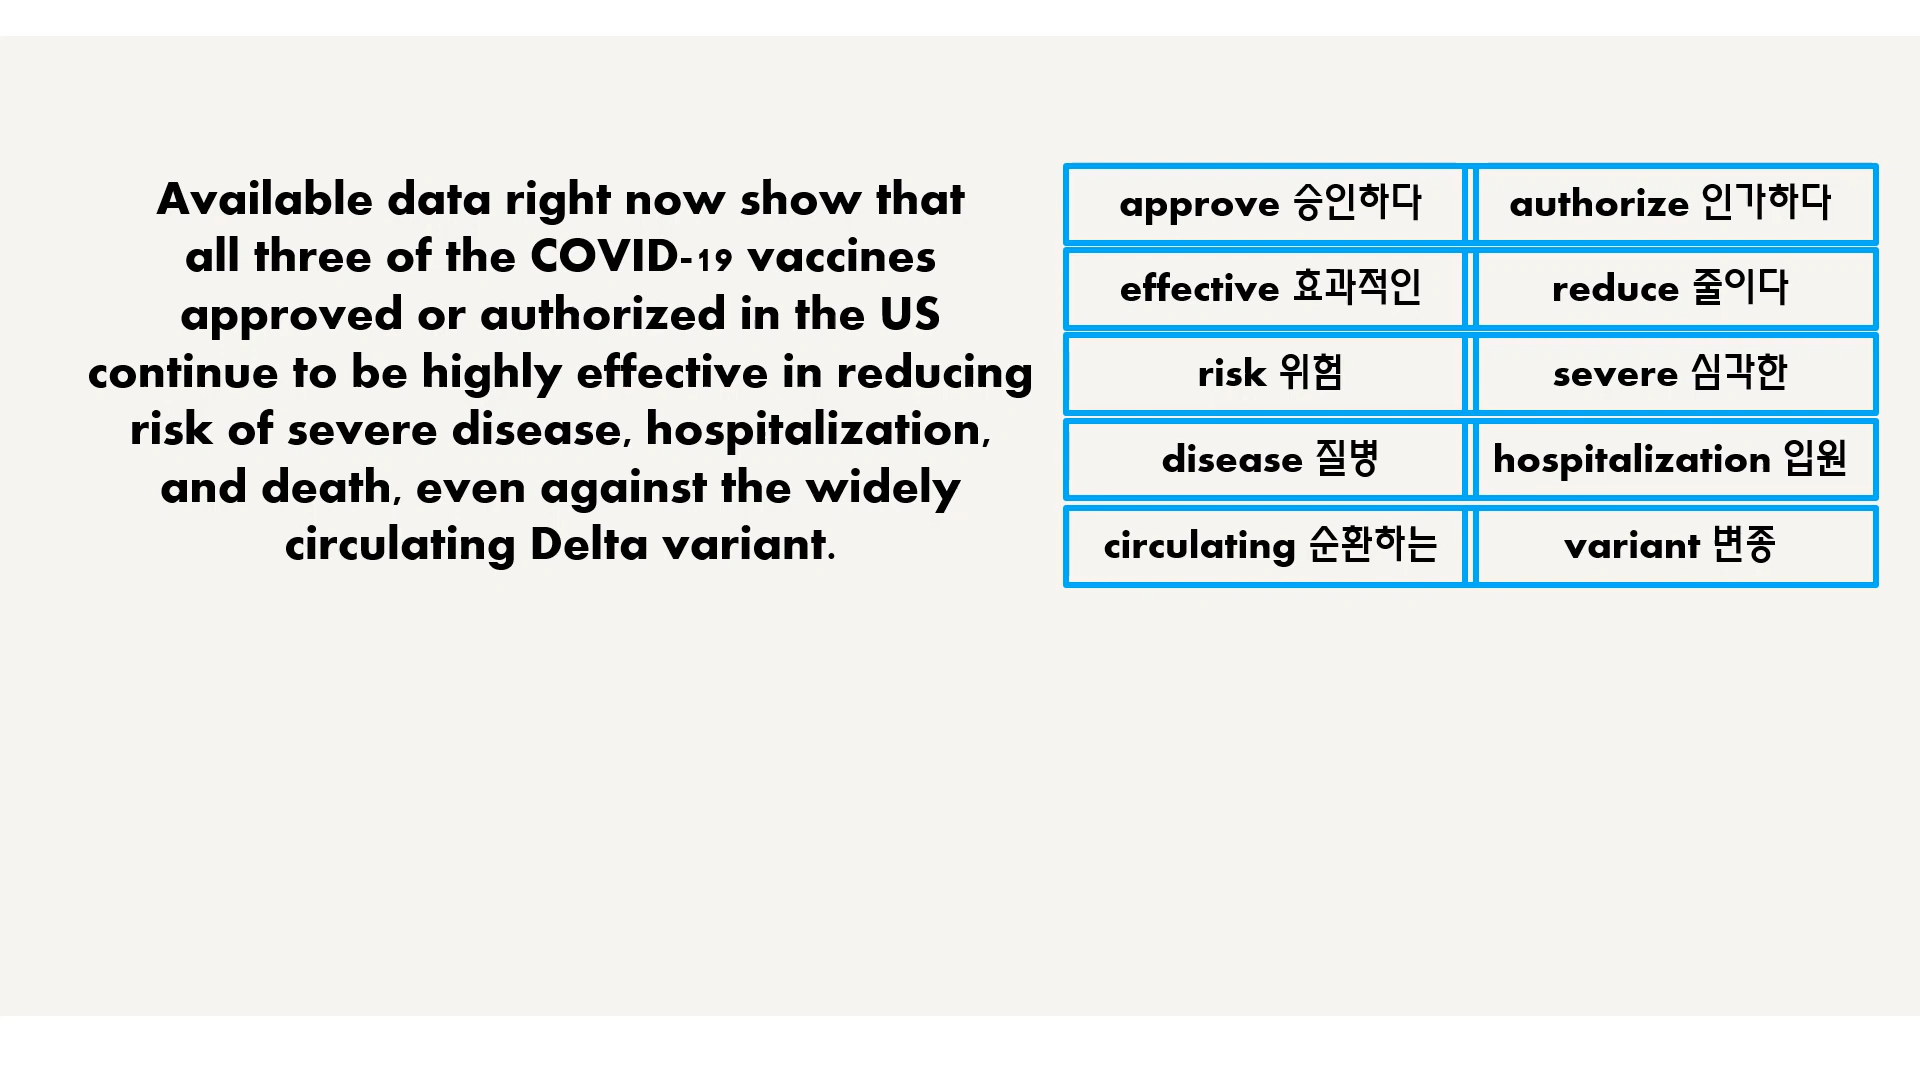 Available data right now show that
all three of the COVID-19 vaccines
approved or authorized in the US
continue to be highly effective in reducing
risk of severe disease, hospitalization,
and death, even against the widely
circulating Delta variant.
approve 승인하다
authorize 인가하다
effective 효과적인
reduce 줄이다
risk 위험
severe 심각한
disease 질병
hospitalization 입원
circulating 순환하는
variant 변종